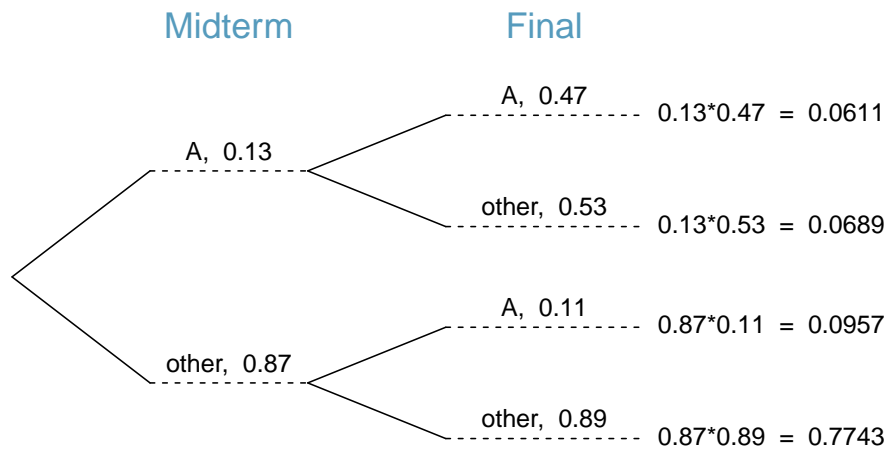 Midterm
Final
A, 0.47
0.13*0.47 = 0.0611
A, 0.13
other, 0.53
0.13*0.53 = 0.0689
A, 0.11
0.87*0.11 = 0.0957
other, 0.87
other, 0.89
0.87*0.89 = 0.7743